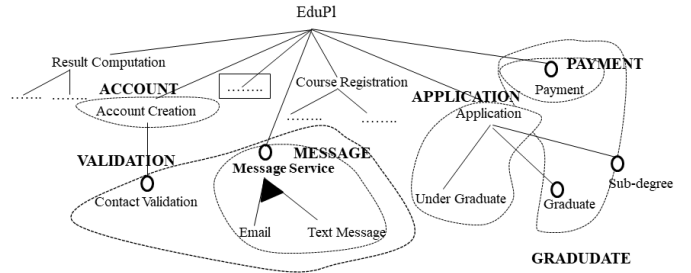 EduPl
Result Computation
........ ........
ACCOUNT
Account Creation
........
Course Registration
........ ........
PAYMENT
Payment
APPLICATION
Application
VALIDATION
Contact Validation
MESSAGE
Message Service
Email Text Message
Under Graduate
Graduate
Sub-degree
GRADUDATE